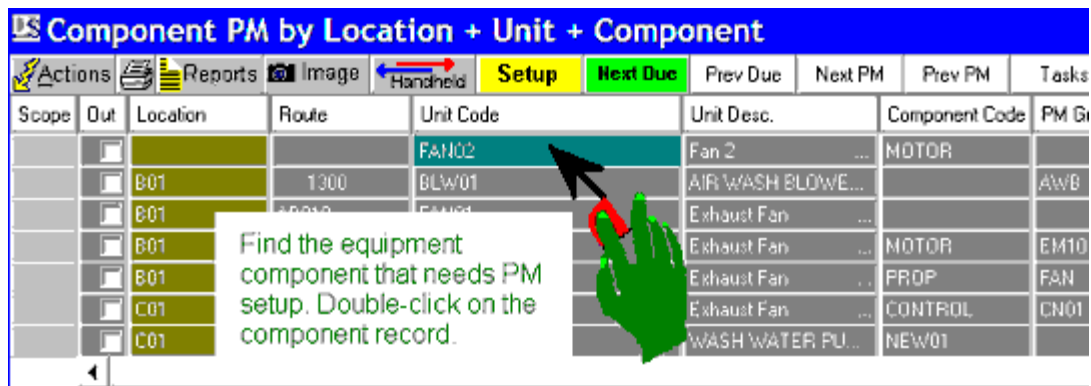 Component PM by Location + Unit + Component
Actions Reports Image Handheld Setup Next Due Prev Due Next PM Prev PM Tasks
Scope Out Location Route Unit Code Unit Desc. Component Code
FAN02 Fan 2 ... MOTOR
B01 1300 BLW01 AIR WASH BLOWE... AWB
B01 Exhaust Fan ...
B01 Exhaust Fan ... MOTOR EM10
B01 Exhaust Fan ... PROP FAN
C01 Exhaust Fan ... CONTROL CN01
C01 WASH WATER PU... NEW01
Find the equipment
component that needs PM
setup. Double-click on the
component record.